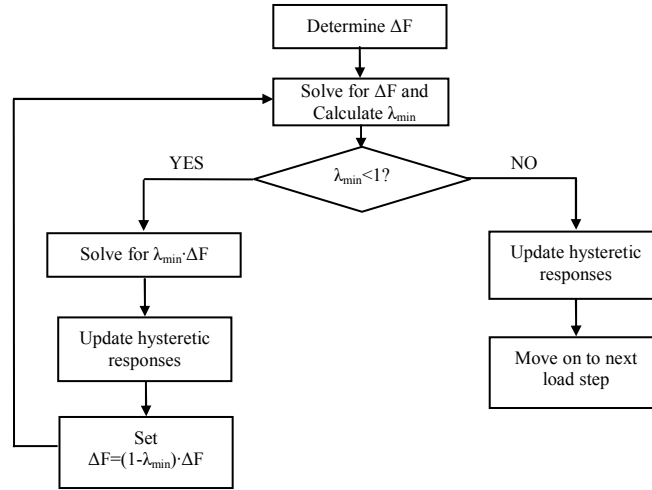 Determine ΔF
Solve for ΔF and
Calculate λmin
YES
λmin<1?
NO
Solve for λmin·ΔF
Update hysteretic
responses
Update hysteretic
responses
Move on to next
load step
Set
ΔF=(1-λmin)·ΔF